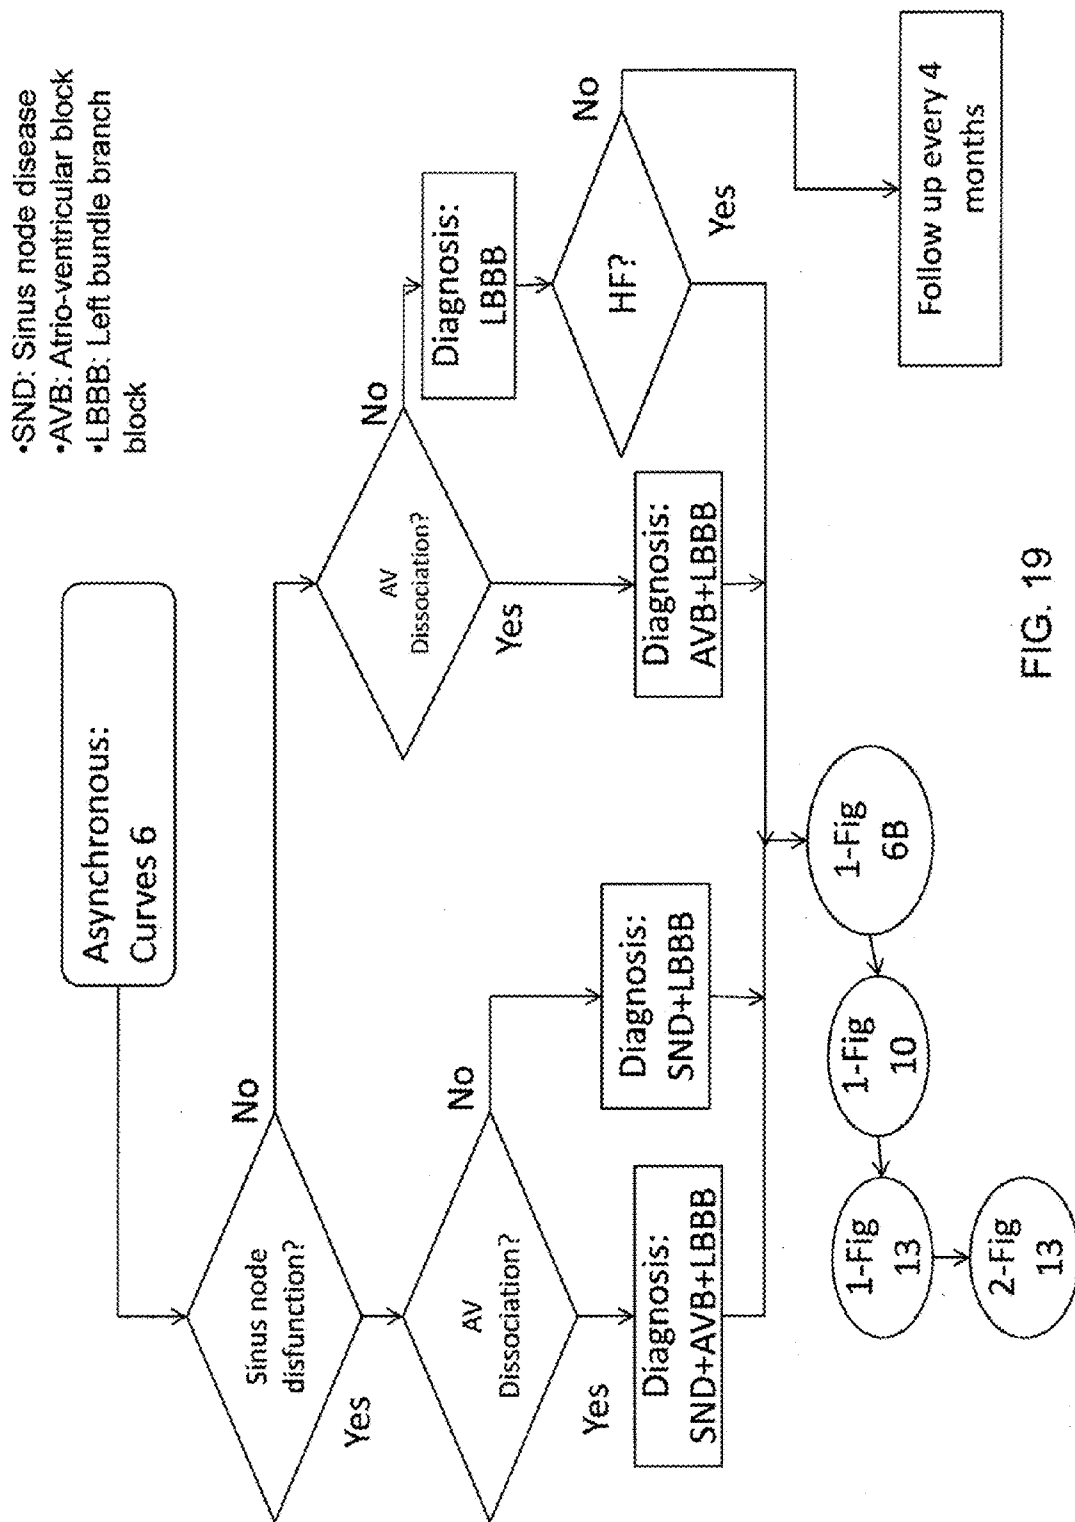 •SND: Sinus node disease
•AVB: Atrio-ventricular block
•LBBB: Left bundle branch
block
Asynchronous:
Curves 6
Sinus node
disfunction?
Yes
No
AV
Dissociation?
Yes
No
AV
Dissociation?
Yes
No
Diagnosis:
LBBB
HF?
No
Yes
Diagnosis:
SND+AVB+LBBB
Diagnosis:
SND+LBBB
Diagnosis:
AVB+LBBB
Follow up every 4
months
1-Fig
6B
1-Fig
10
1-Fig
13
2-Fig
13
FIG. 19